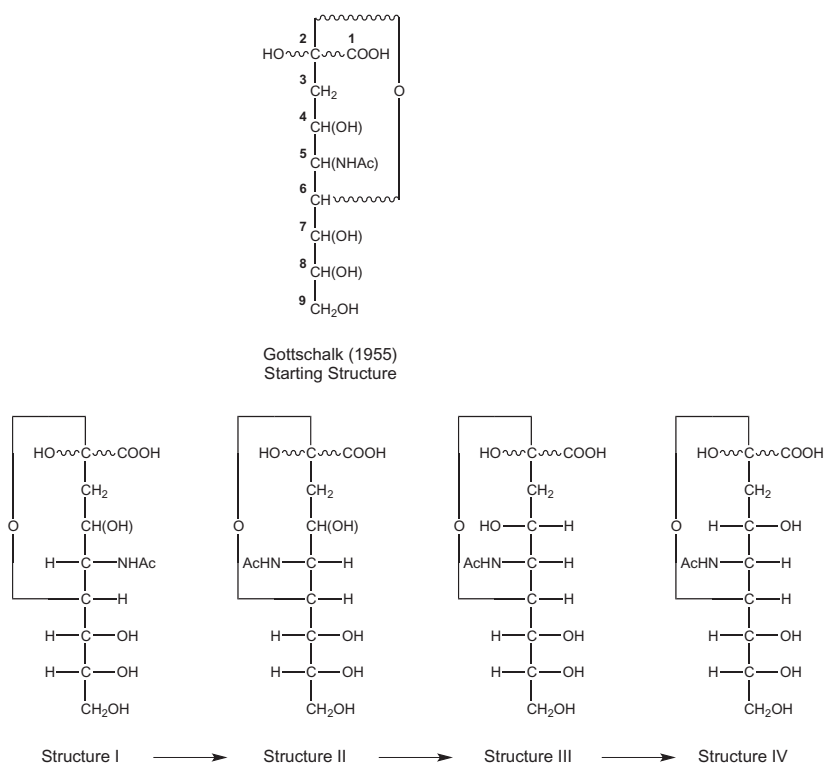 2 1
HO C COOH
3
CH2
O
4
CH(OH)
5
CH(NHAc)
6
CH
7
CH(OH)
8
CH(OH)
9
CH2OH
Gottschalk (1955)
Starting Structure
HO C COOH HO C COOH HO C COOH HO C COOH
CH2 CH2 CH2 CH2
O CH(OH) O CH(OH) O HO C H O H C OH
H C NHAc AcHN C H AcHN C H AcHN C H
C H C H C H C H
H C OH H C OH H C OH H C OH
H C OH H C OH H C OH H C OH
CH2OH CH2OH CH2OH CH2OH
Structure I Structure II Structure III Structure IV